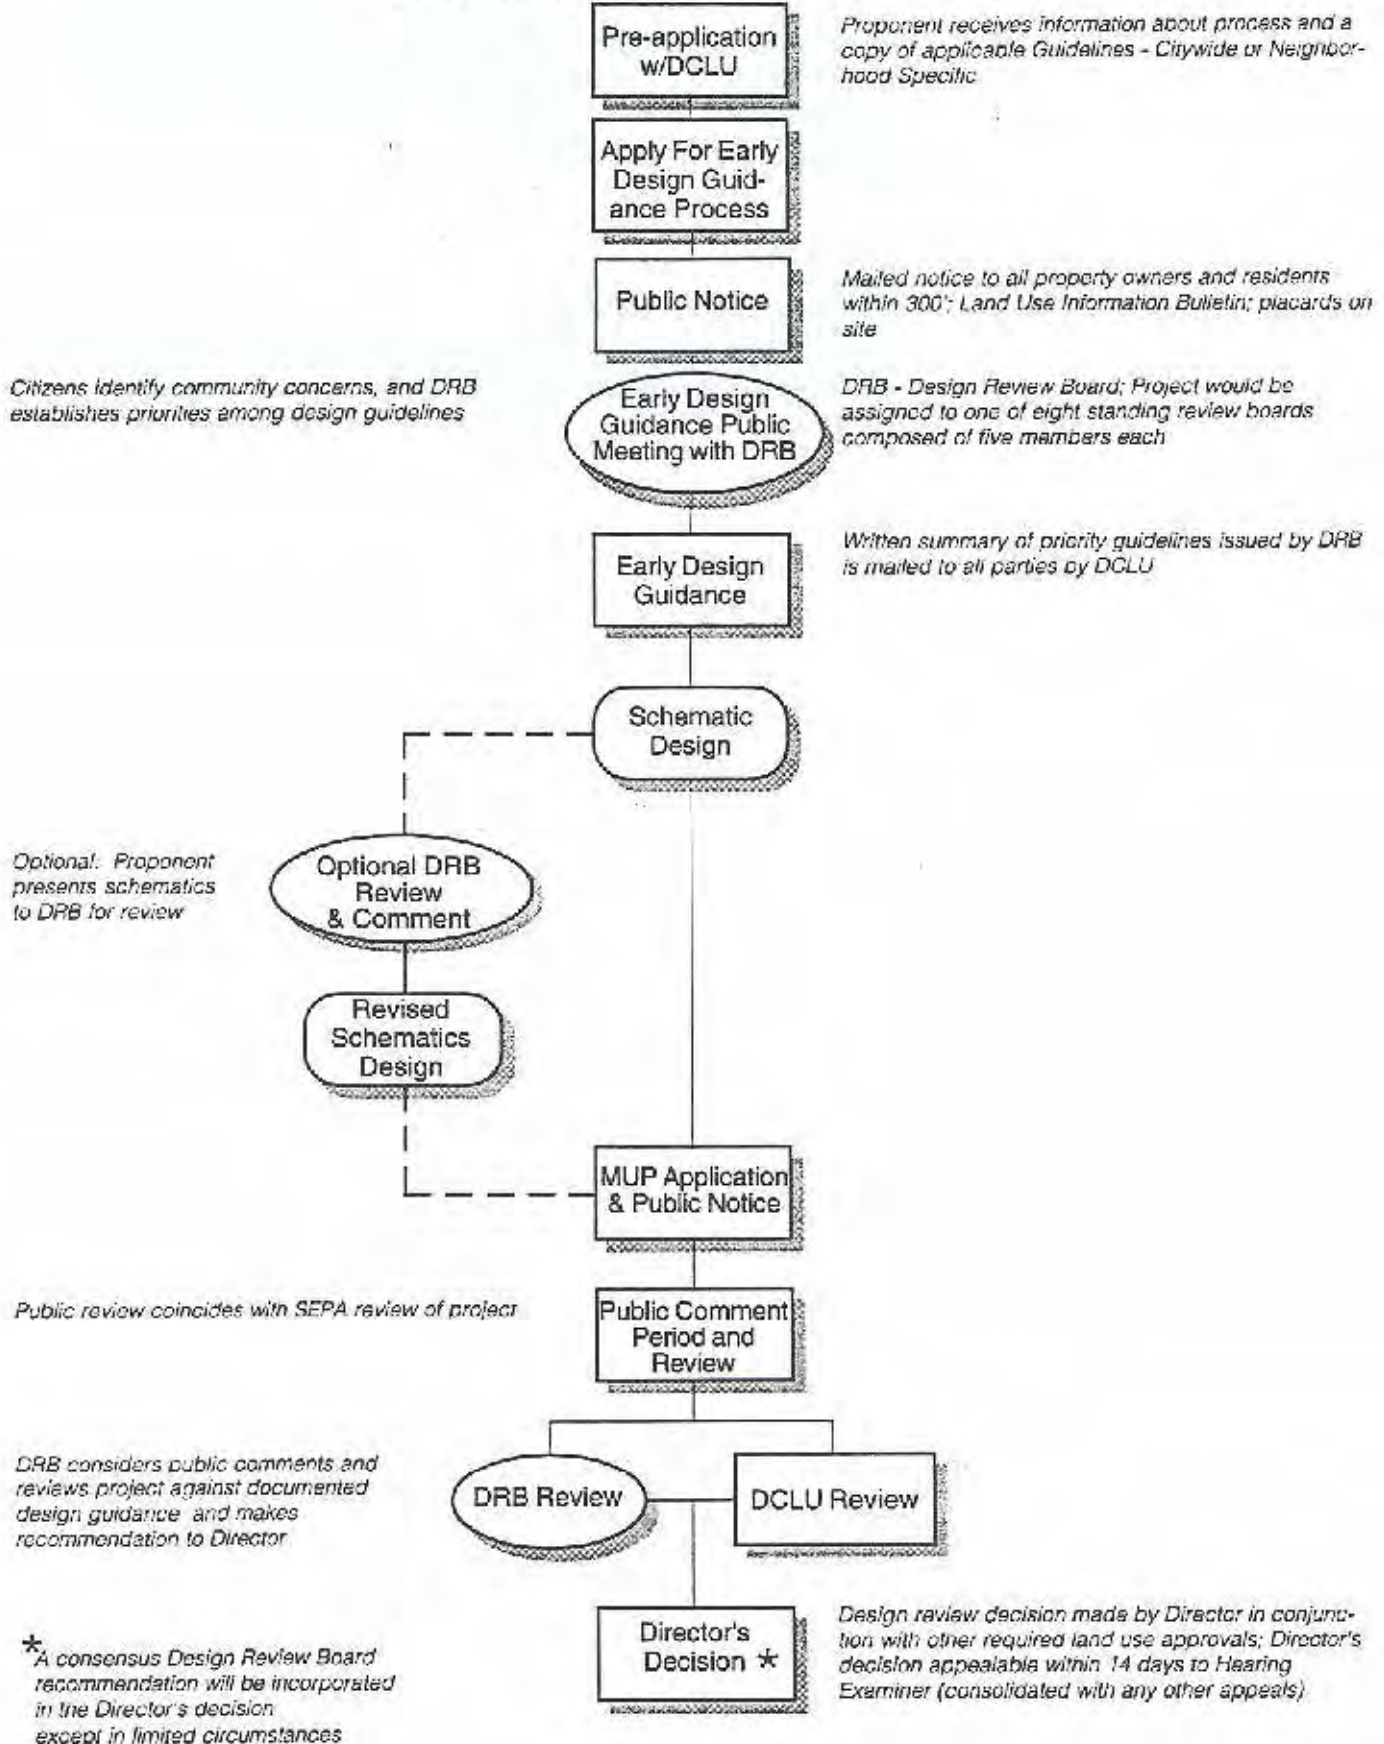 Pre-application
w/DCLU
Proponent receives information about process and a
copy of applicable Guidelines - Citywide or Neighbor-
hood Specific
Apply For Early
Design Guid-
ance Process
Public Notice
Mailed notice to all property owners and residents
within 300'; Land Use Information Bulletin; placards on
site
Citizens identify community concerns, and DRB
establishes priorities among design guidelines
Early Design
Guidance Public
Meeting with DRB
DRB - Design Review Board; Project would be
assigned to one of eight standing review boards
composed of five members each
Early Design
Guidance
Written summary of priority guidelines issued by DRB
is mailed to all parties by DCLU
Schematic
Design
Optional: Proponent
presents schematics
to DRB for review
Optional DRB
Review
& Comment
Revised
Schematics
Design
MUP Application
& Public Notice
Public review coincides with SEPA review of project
Public Comment
Period and
Review
DRB considers public comments and
reviews project against documented
design guidance and makes
recommendation to Director
DRB Review
DCLU Review
Director's
Decision *
Design review decision made by Director in conjunc-
tion with other required land use approvals; Director's
decision appealable within 14 days to Hearing
Examiner (consolidated with any other appeals)
*A consensus Design Review Board
recommendation will be incorporated
in the Director's decision
except in limited circumstances